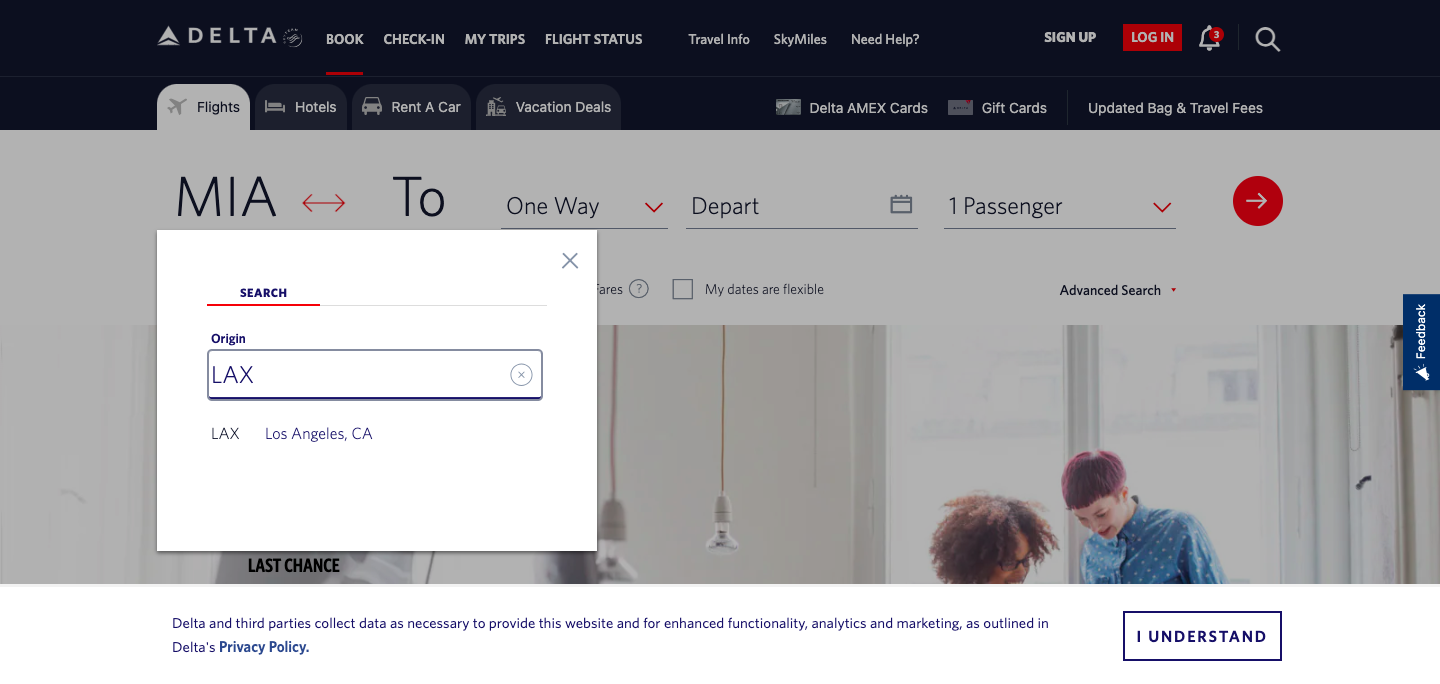 DELTA
BOOK CHECK-IN MY TRIPS FLIGHT STATUS Travel Info SkyMiles Need Help? SIGN UP LOG IN 3
Flights Hotels Rent A Car Vacation Deals Delta AMEX Cards Gift Cards Updated Bag & Travel Fees
MIA To One Way Depart 1 Passenger
Fares ? My dates are flexible Advanced Search
SEARCH
Origin
LAX
LAX Los Angeles, CA
Feedback
LAST CHANCE
Delta and third parties collect data as necessary to provide this website and for enhanced functionality, analytics and marketing, as outlined in
Delta's Privacy Policy.
I UNDERSTAND